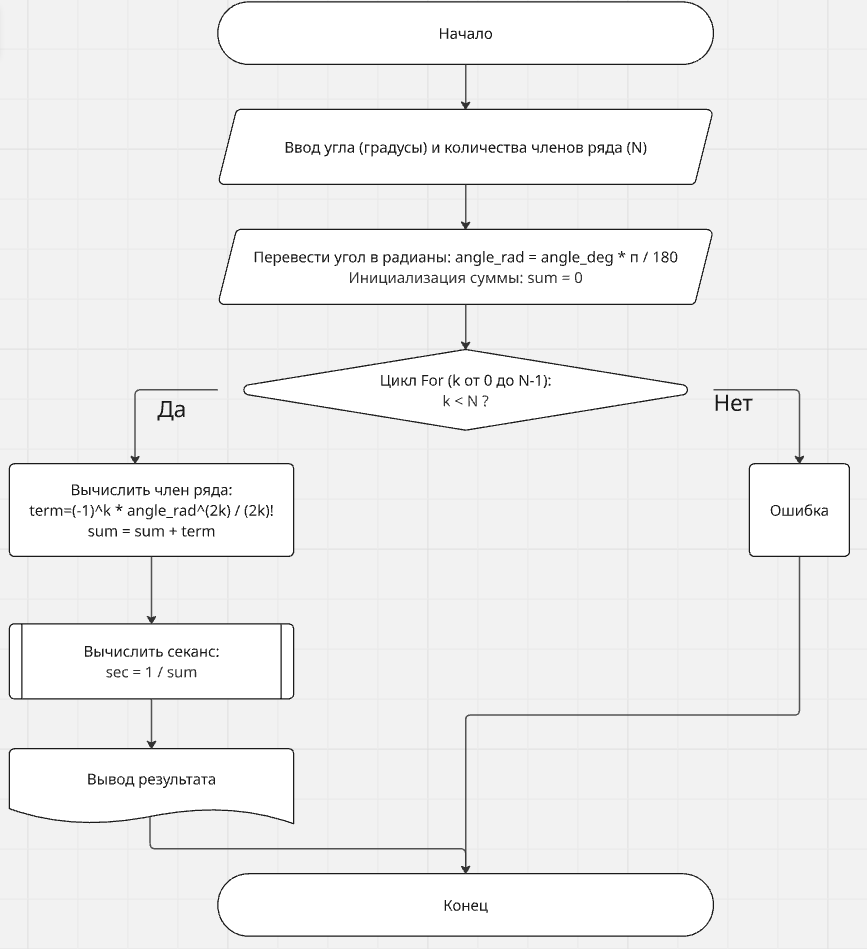 Начало
Ввод угла (градусы) и количества членов ряда (N)
Перевести угол в радианы: angle_rad = angle_deg * п / 180
Инициализация суммы: sum = 0
Цикл For (k от 0 до N-1):
k < N ?
Да
Нет
Вычислить член ряда:
term=(-1)^k * angle_rad^(2k) / (2k)!
sum = sum + term
Ошибка
Вычислить секанс:
sec = 1 / sum
Вывод результата
Конец